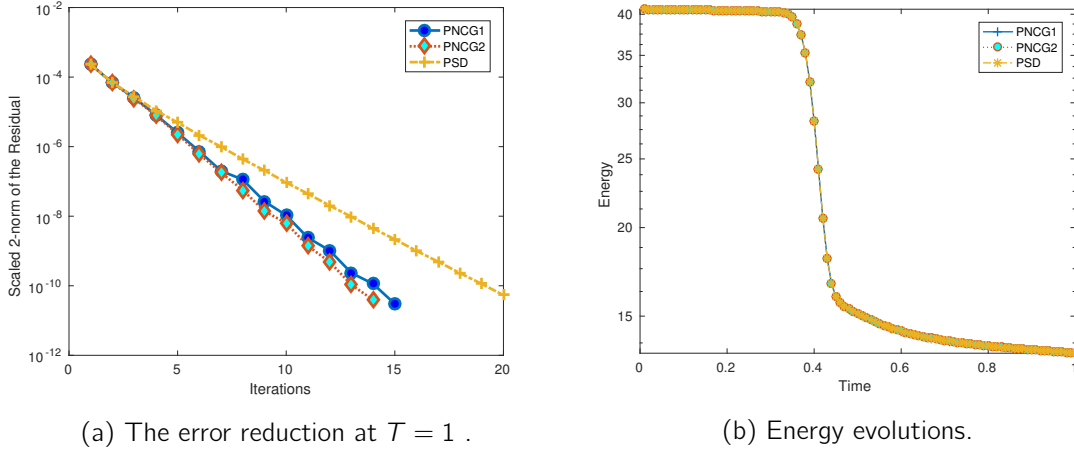 10^-2
10^-4
10^-6
10^-8
10^-10
10^-12
Scaled 2-norm of the Residual
0 5 10 15 20
Iterations
PNCG1
PNCG2
PSD
(a) The error reduction at T = 1 .
40
35
30
25
20
15
Energy
0 0.2 0.4 0.6 0.8 1
Time
PNCG1
PNCG2
PSD
(b) Energy evolutions.